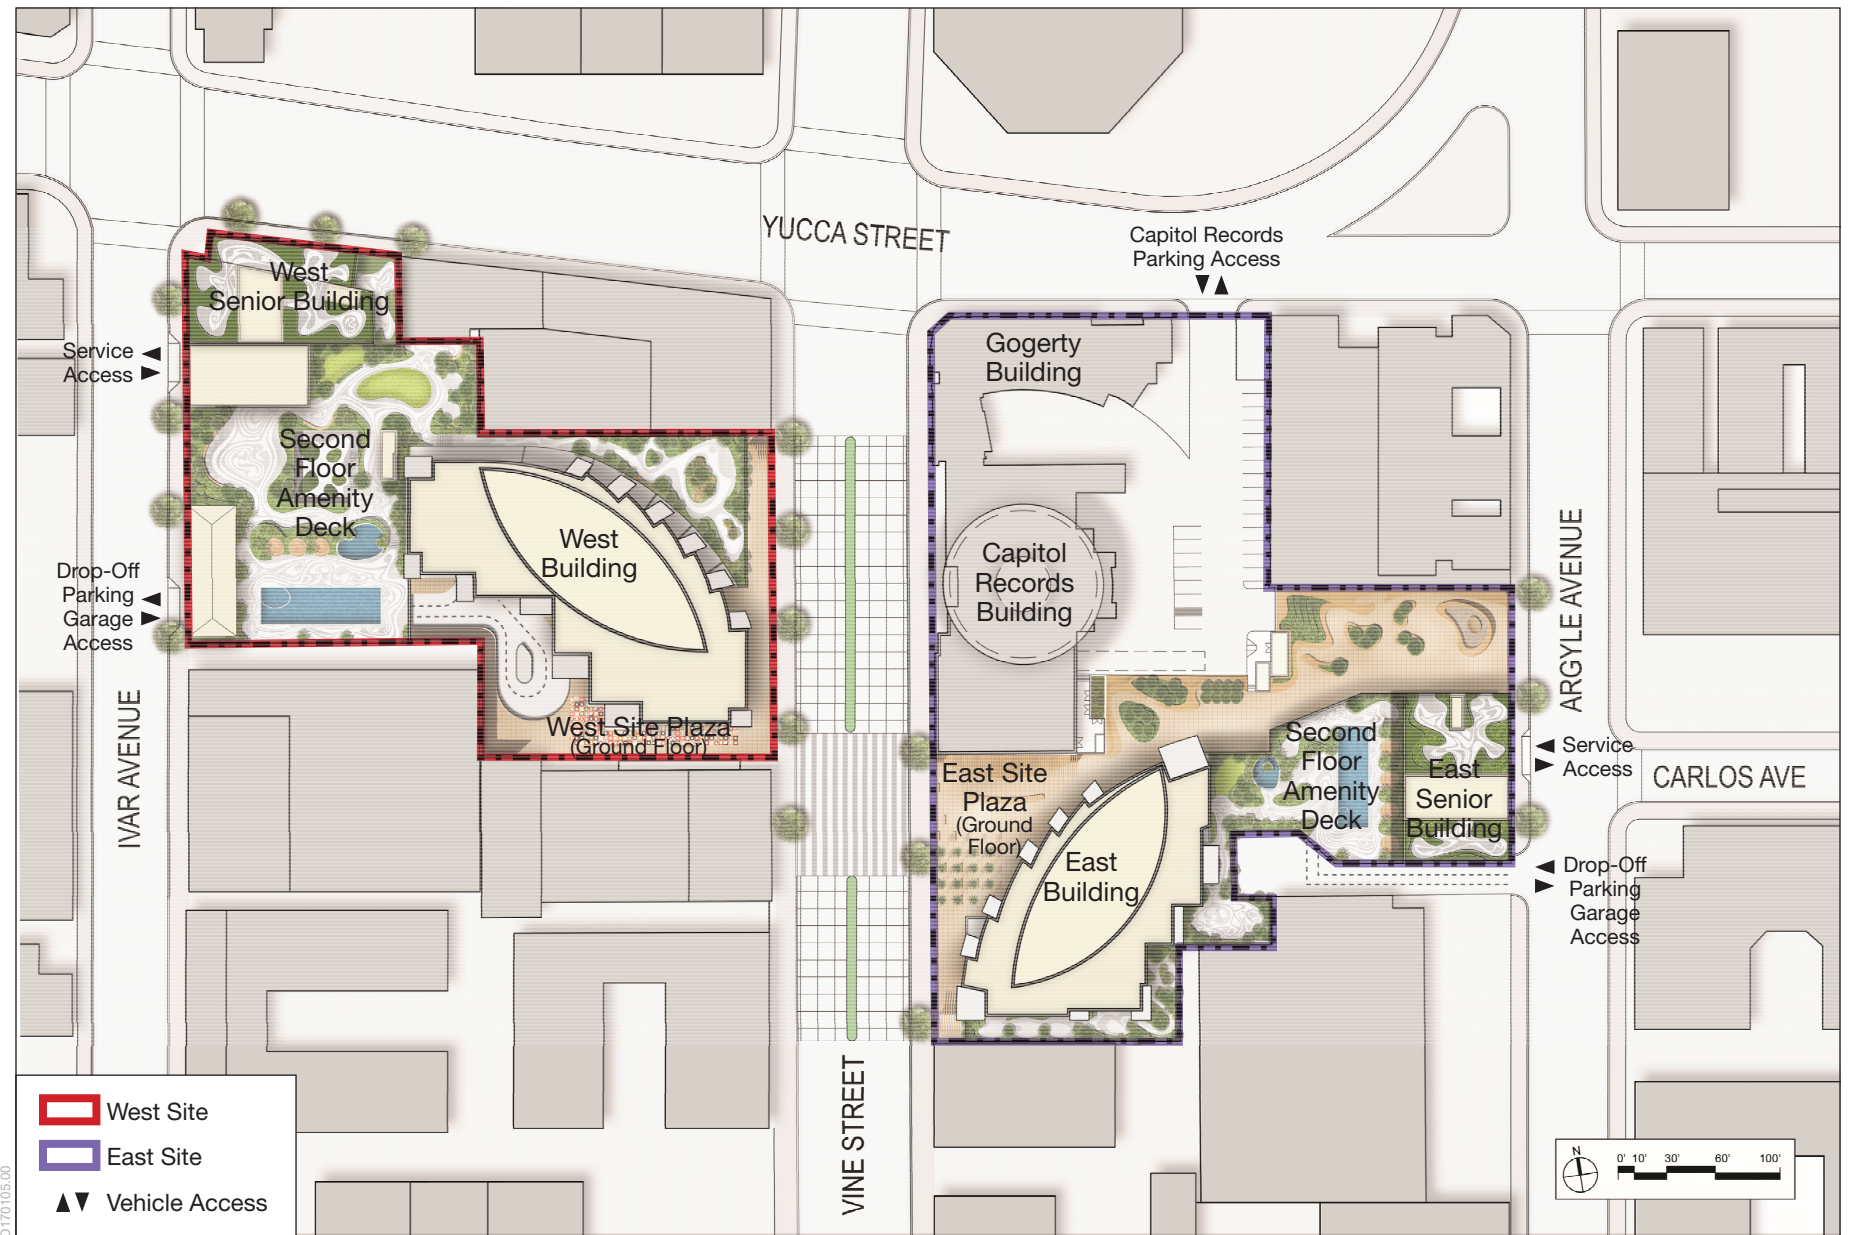 YUCCA STREET
Capitol Records
Parking Access
West
Senior Building
Service
Access
Second
Floor
Amenity
Deck
West
Building
Drop-Off
Parking
Garage
Access
West Site Plaza
(Ground Floor)
IVAR AVENUE
Gogerty
Building
Capitol
Records
Building
ARGYLE AVENUE
East Site
Plaza
(Ground
Floor)
East
Building
Second
Floor
Amenity
Deck
East
Senior
Building
Service
Access
CARLOS AVE
Drop-Off
Parking
Garage
Access
VINE STREET
West Site
East Site
Vehicle Access
N
0' 10' 30' 60' 100'
D170105.00